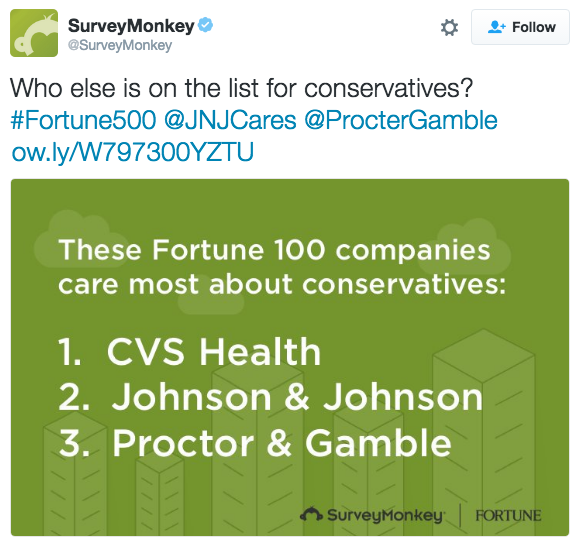 SurveyMonkey
@SurveyMonkey
Follow
Who else is on the list for conservatives?
#Fortune500 @JNJCares @ProcterGamble
ow.ly/W797300YZTU
These Fortune 100 companies
care most about conservatives:
1. CVS Health
2. Johnson & Johnson
3. Proctor & Gamble
SurveyMonkey | FORTUNE